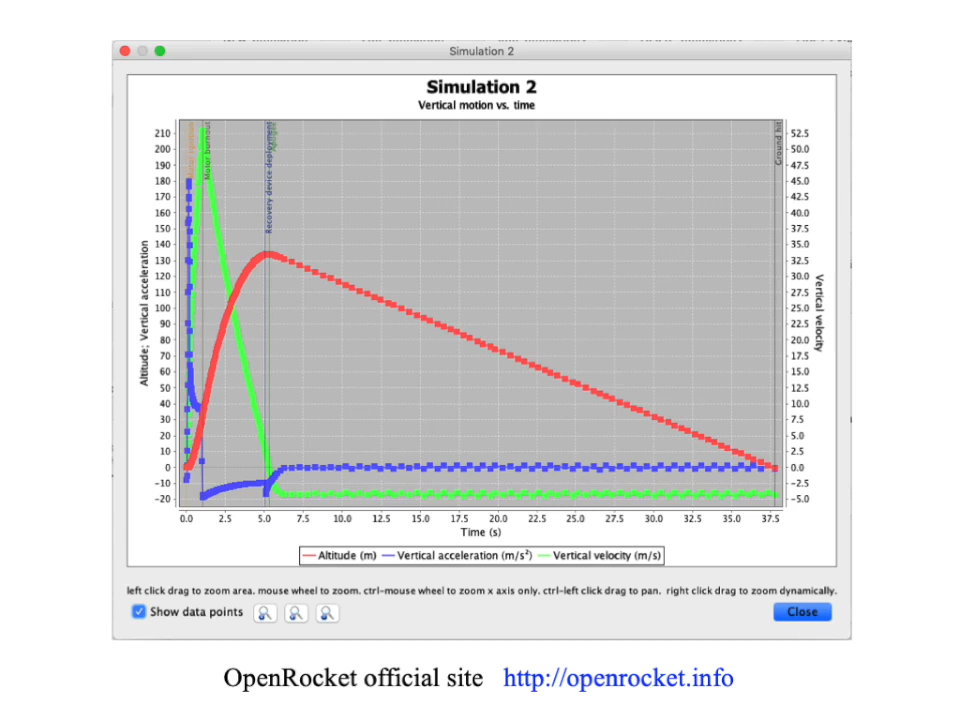 Simulation 2
Simulation 2
Vertical motion vs. time
Motor ignition
Motor burnout
Recovery device deployment
Apogee
Ground hit
Altitude; Vertical acceleration
210
200
190
180
170
160
150
140
130
120
110
100
90
80
70
60
50
40
30
20
10
0
-10
-20
52.5
50.0
47.5
45.0
42.5
40.0
37.5
35.0
32.5
30.0
27.5
25.0
22.5
20.0
17.5
15.0
12.5
10.0
7.5
5.0
2.5
0.0
-2.5
-5.0
Vertical velocity
0.0 2.5 5.0 7.5 10.0 12.5 15.0 17.5 20.0 22.5 25.0 27.5 30.0 32.5 35.0 37.5
Time (s)
Altitude (m) Vertical acceleration (m/s²) Vertical velocity (m/s)
left click drag to zoom area. mouse wheel to zoom. ctrl-mouse wheel to zoom x axis only. ctrl-left click drag to pan. right click drag to zoom dynamically.
Show data points
Close
OpenRocket official site http://openrocket.info